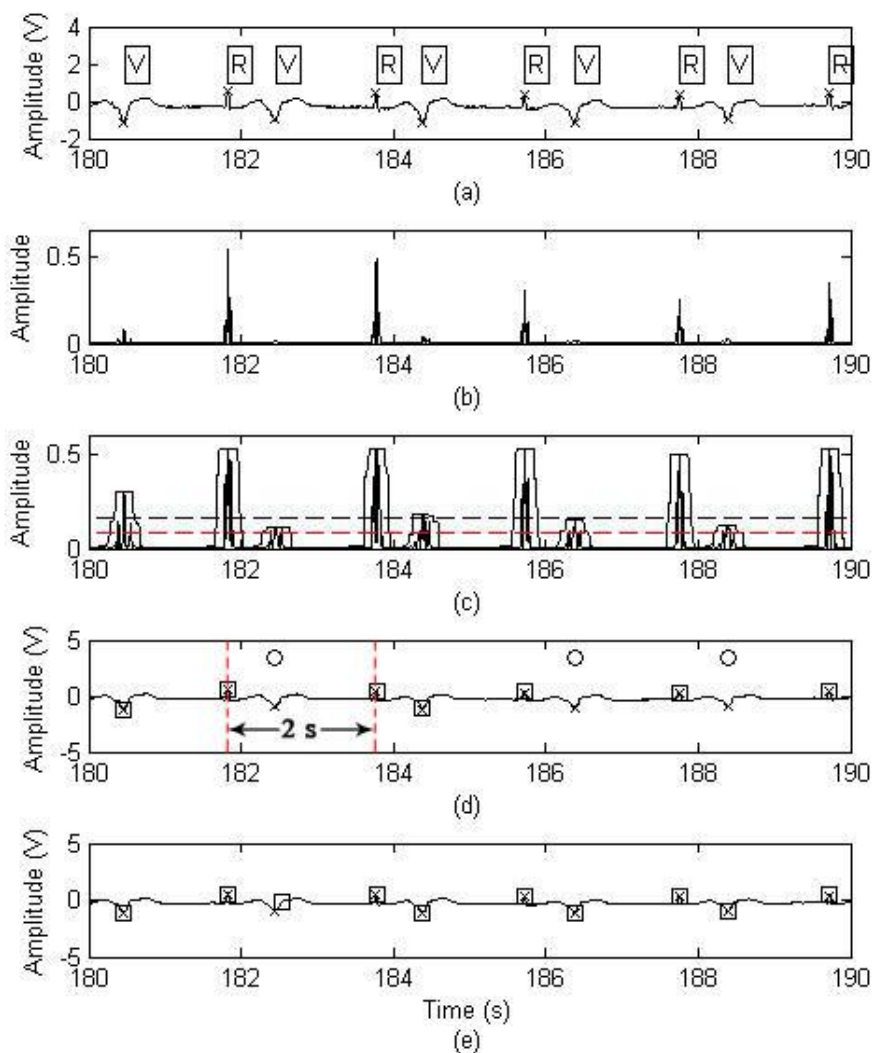 Amplitude (V)
4
2
0
-2
V R V R V R V R V R
180 182 184 186 188 190
(a)
Amplitude
0.5
0
180 182 184 186 188 190
(b)
Amplitude
0.5
0
180 182 184 186 188 190
(c)
Amplitude (V)
5
0
-5
2 s
180 182 184 186 188 190
(d)
Amplitude (V)
5
0
-5
180 182 184 186 188 190
Time (s)
(e)